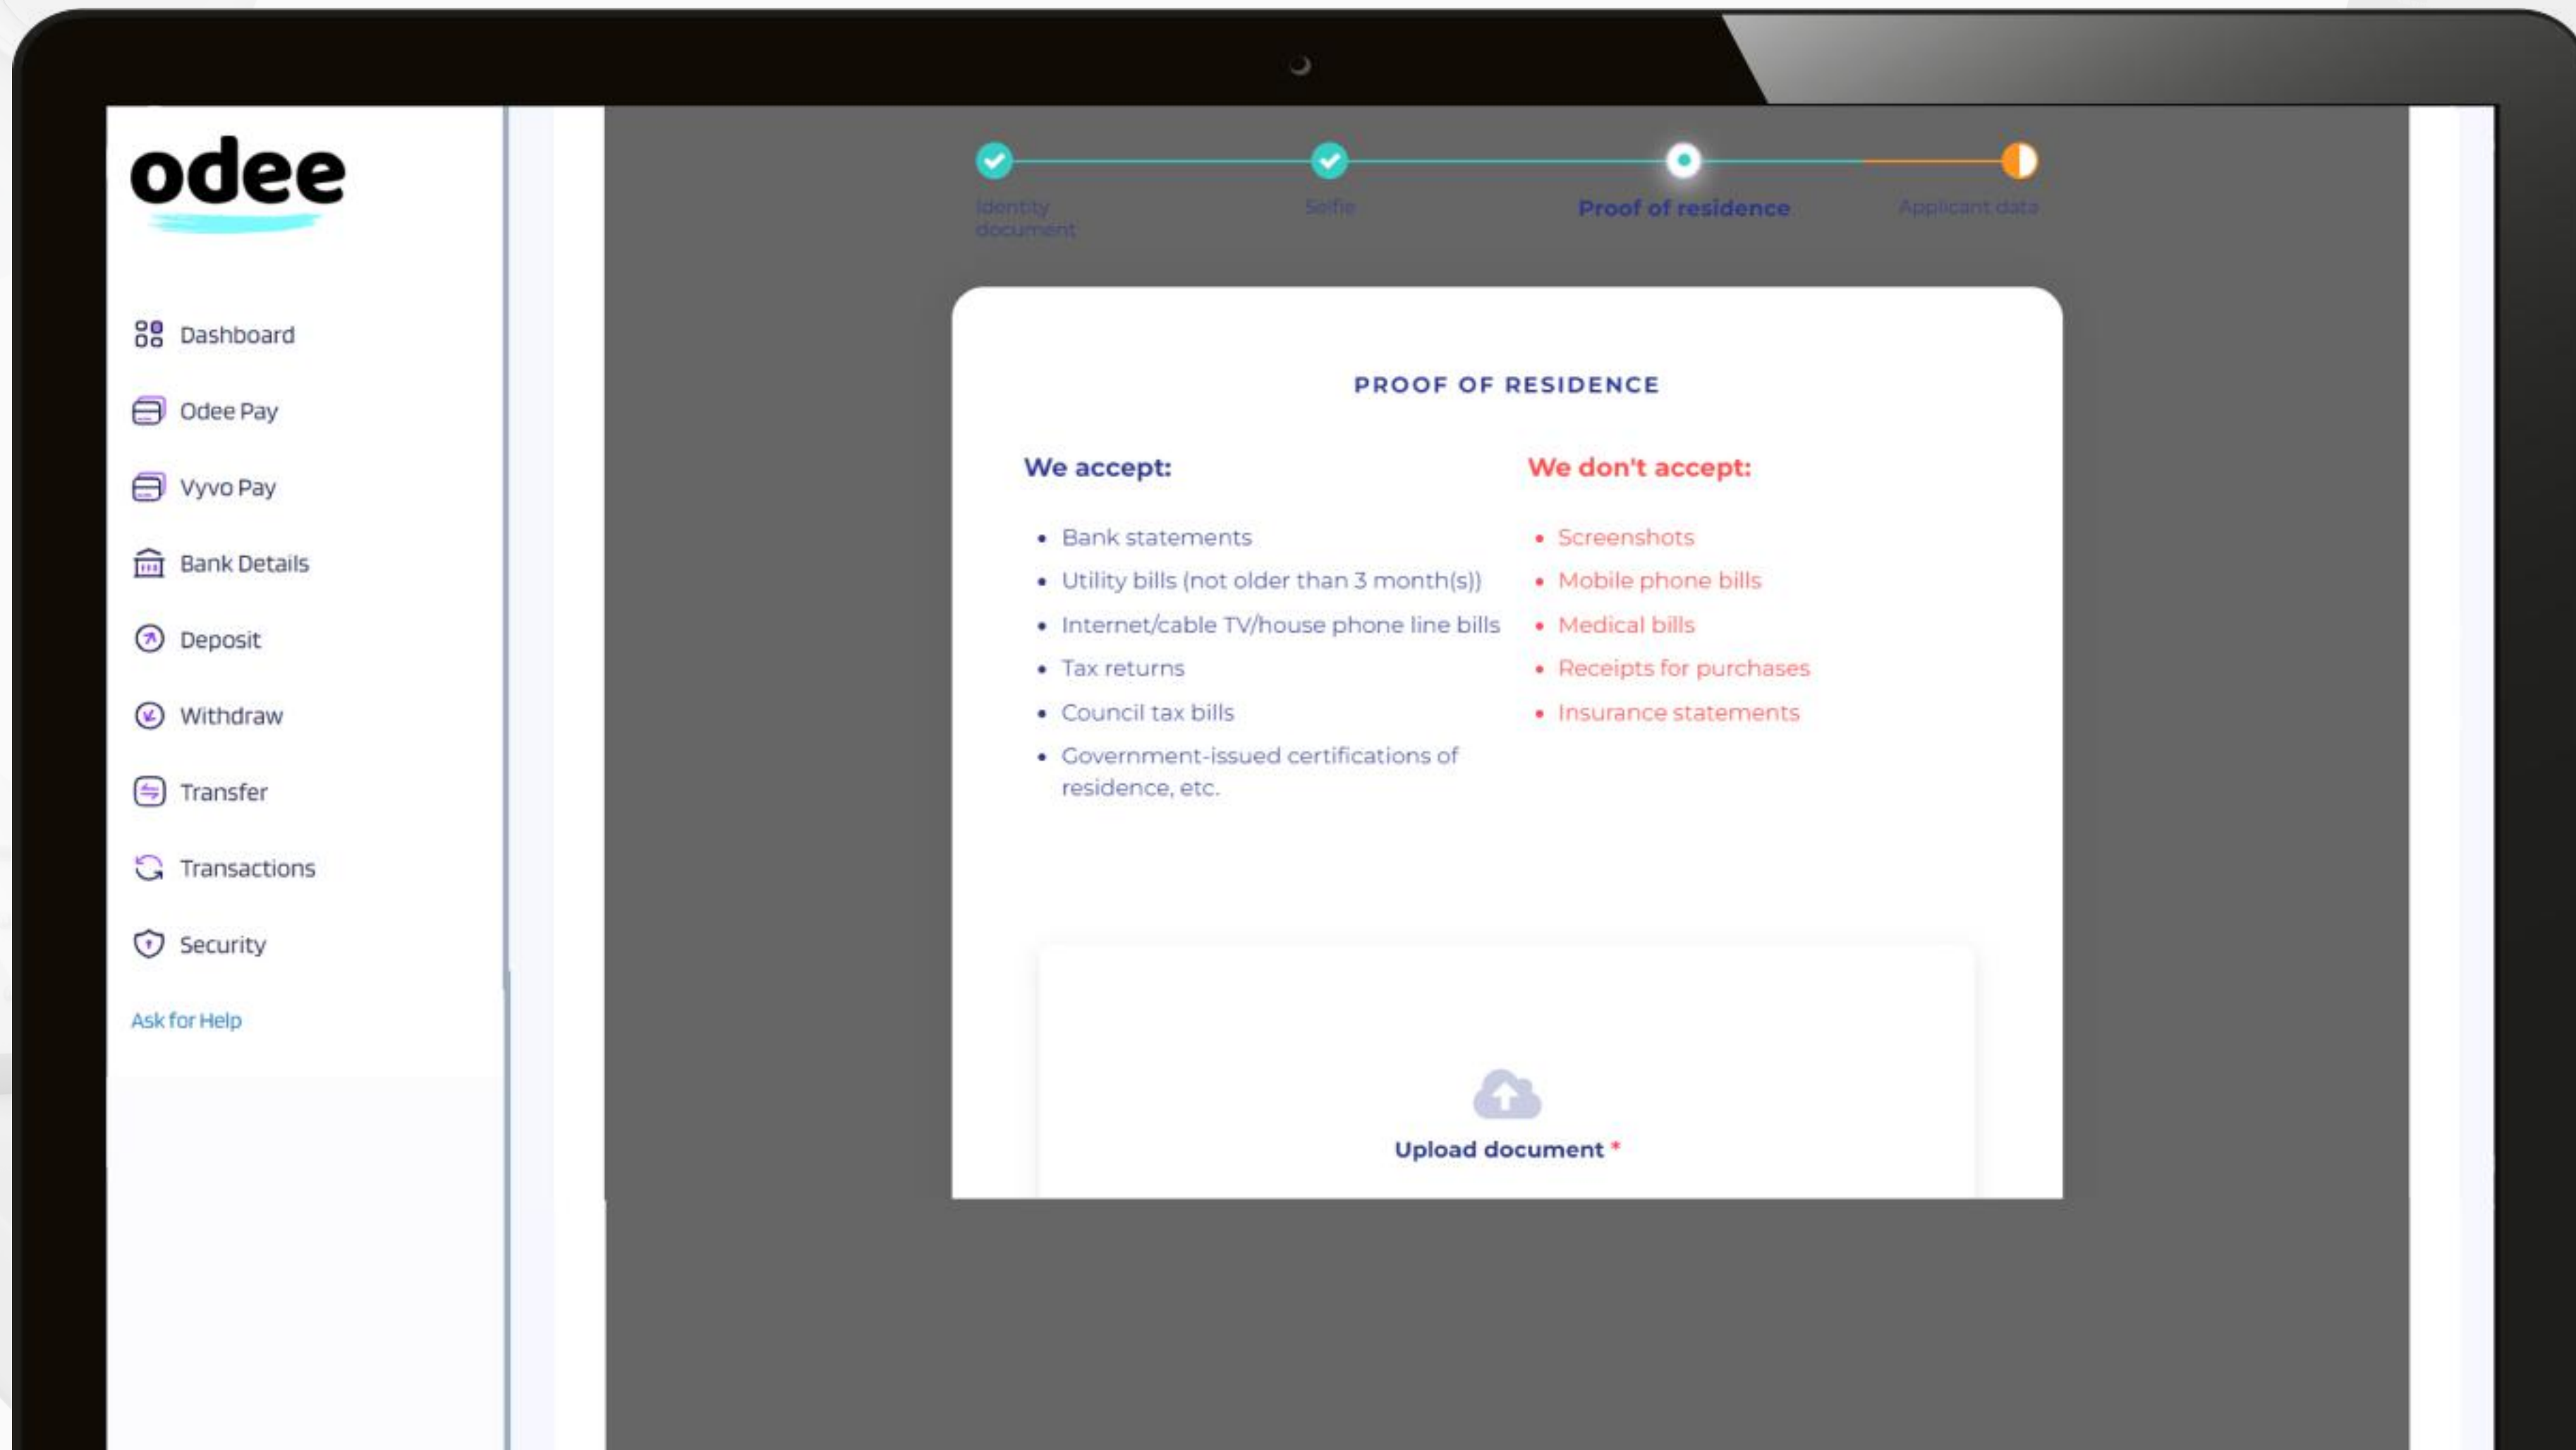 odee
Dashboard
Odee Pay
Vyvo Pay
Bank Details
Deposit
Withdraw
Transfer
Transactions
Security
Ask for Help
Identity
document
Selfie
Proof of residence
Applicant data
PROOF OF RESIDENCE
We accept:
Bank statements
Utility bills (not older than 3 month(s))
Internet/cable TV/house phone line bills
Tax returns
Council tax bills
Government-issued certifications of
residence, etc.
We don't accept:
Screenshots
Mobile phone bills
Medical bills
Receipts for purchases
Insurance statements
Upload document *